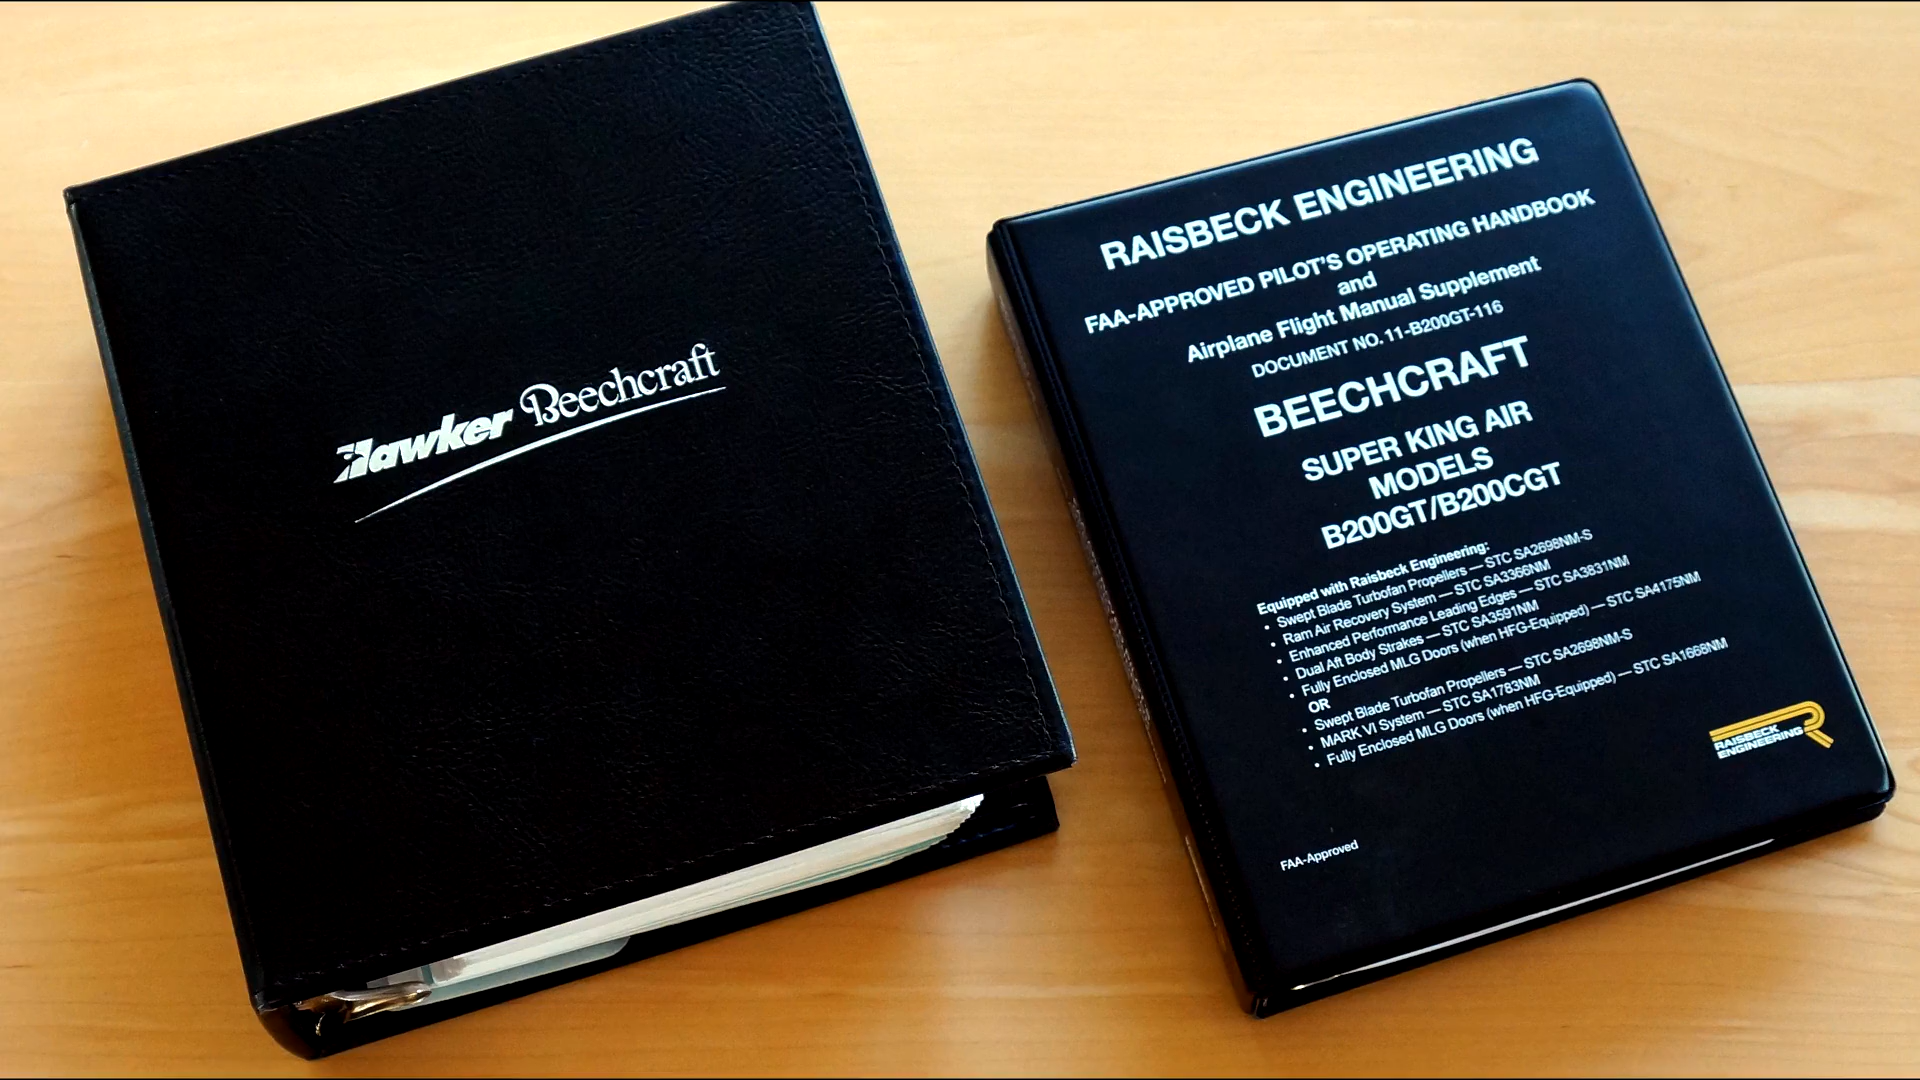 Hawker Beechcraft
RAISBECK ENGINEERING
FAA-APPROVED PILOT'S OPERATING HANDBOOK
and
Airplane Flight Manual Supplement
DOCUMENT NO. 11-B200GT-116
BEECHCRAFT
SUPER KING AIR
MODELS
B200GT/B200CGT
Equipped with Raisbeck Engineering:
• Swept Blade Turbofan Propellers — STC SA2698NM-S
• Ram Air Recovery System — STC SA3366NM
• Enhanced Performance Leading Edges — STC SA3831NM
• Dual Aft Body Strakes — STC SA3591NM
• Fully Enclosed MLG Doors (when HFG-Equipped) — STC SA4175NM
OR
• Swept Blade Turbofan Propellers — STC SA2698NM-S
• MARK VI System — STC SA1783NM
• Fully Enclosed MLG Doors (when HFG-Equipped) — STC SA1668NM
RAISBECK
ENGINEERING
FAA-Approved